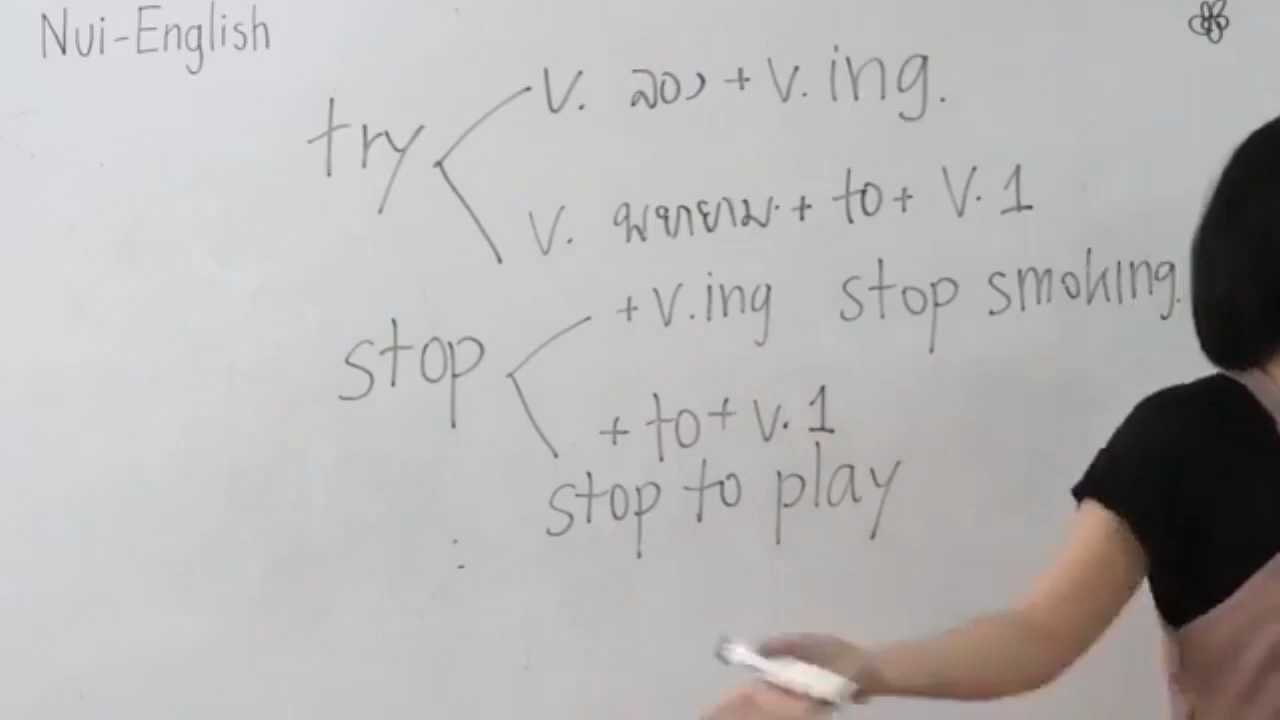 Nui-English
try
V. ลอง + V. ing.
V. พยายาม + to + V. 1
stop
+ V.ing stop smoking.
+ to + V. 1
stop to play